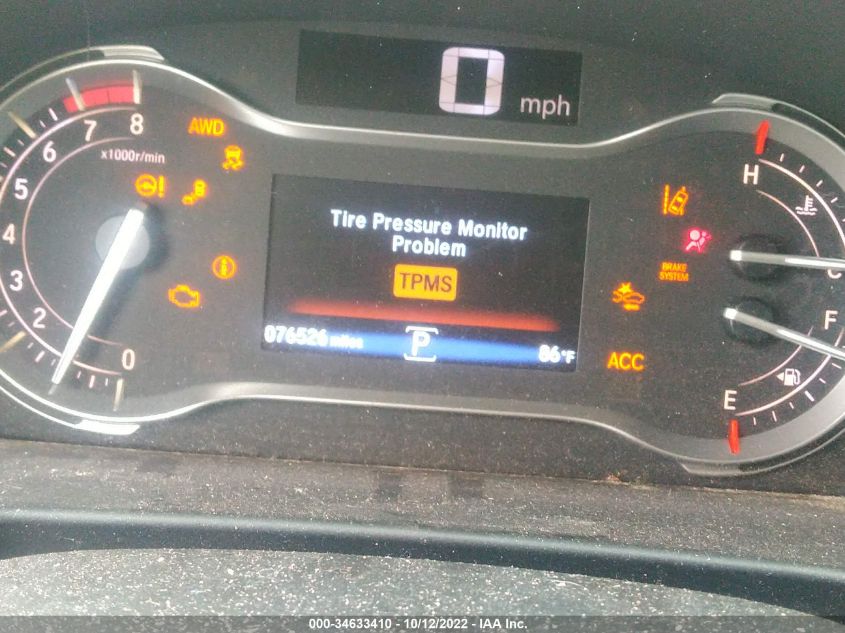 0 mph
8
7
6
5
4
3
2
0
x1000r/min
AWD
!
Tire Pressure Monitor
Problem
TPMS
076526 miles P 86°F
BRAKE
SYSTEM
ACC
H
C
F
E
000-34633410 - 10/12/2022 - IAA Inc.